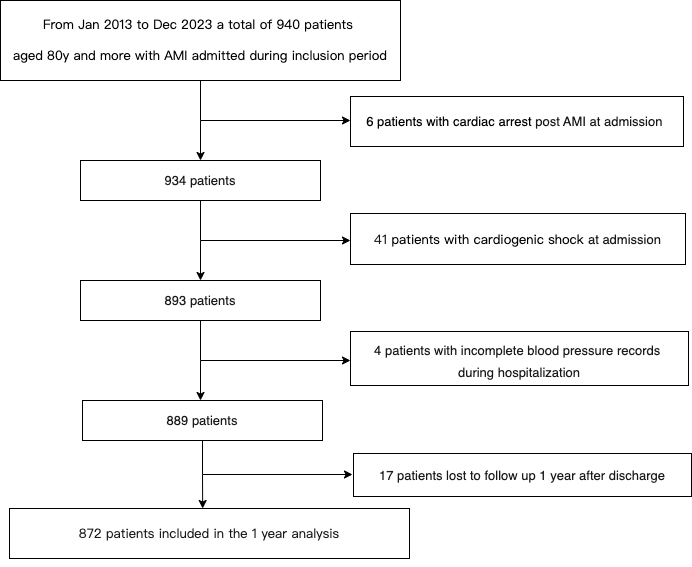 From Jan 2013 to Dec 2023 a total of 940 patients
aged 80y and more with AMI admitted during inclusion period
6 patients with cardiac arrest post AMI at admission
934 patients
41 patients with cardiogenic shock at admission
893 patients
4 patients with incomplete blood pressure records
during hospitalization
889 patients
17 patients lost to follow up 1 year after discharge
872 patients included in the 1 year analysis